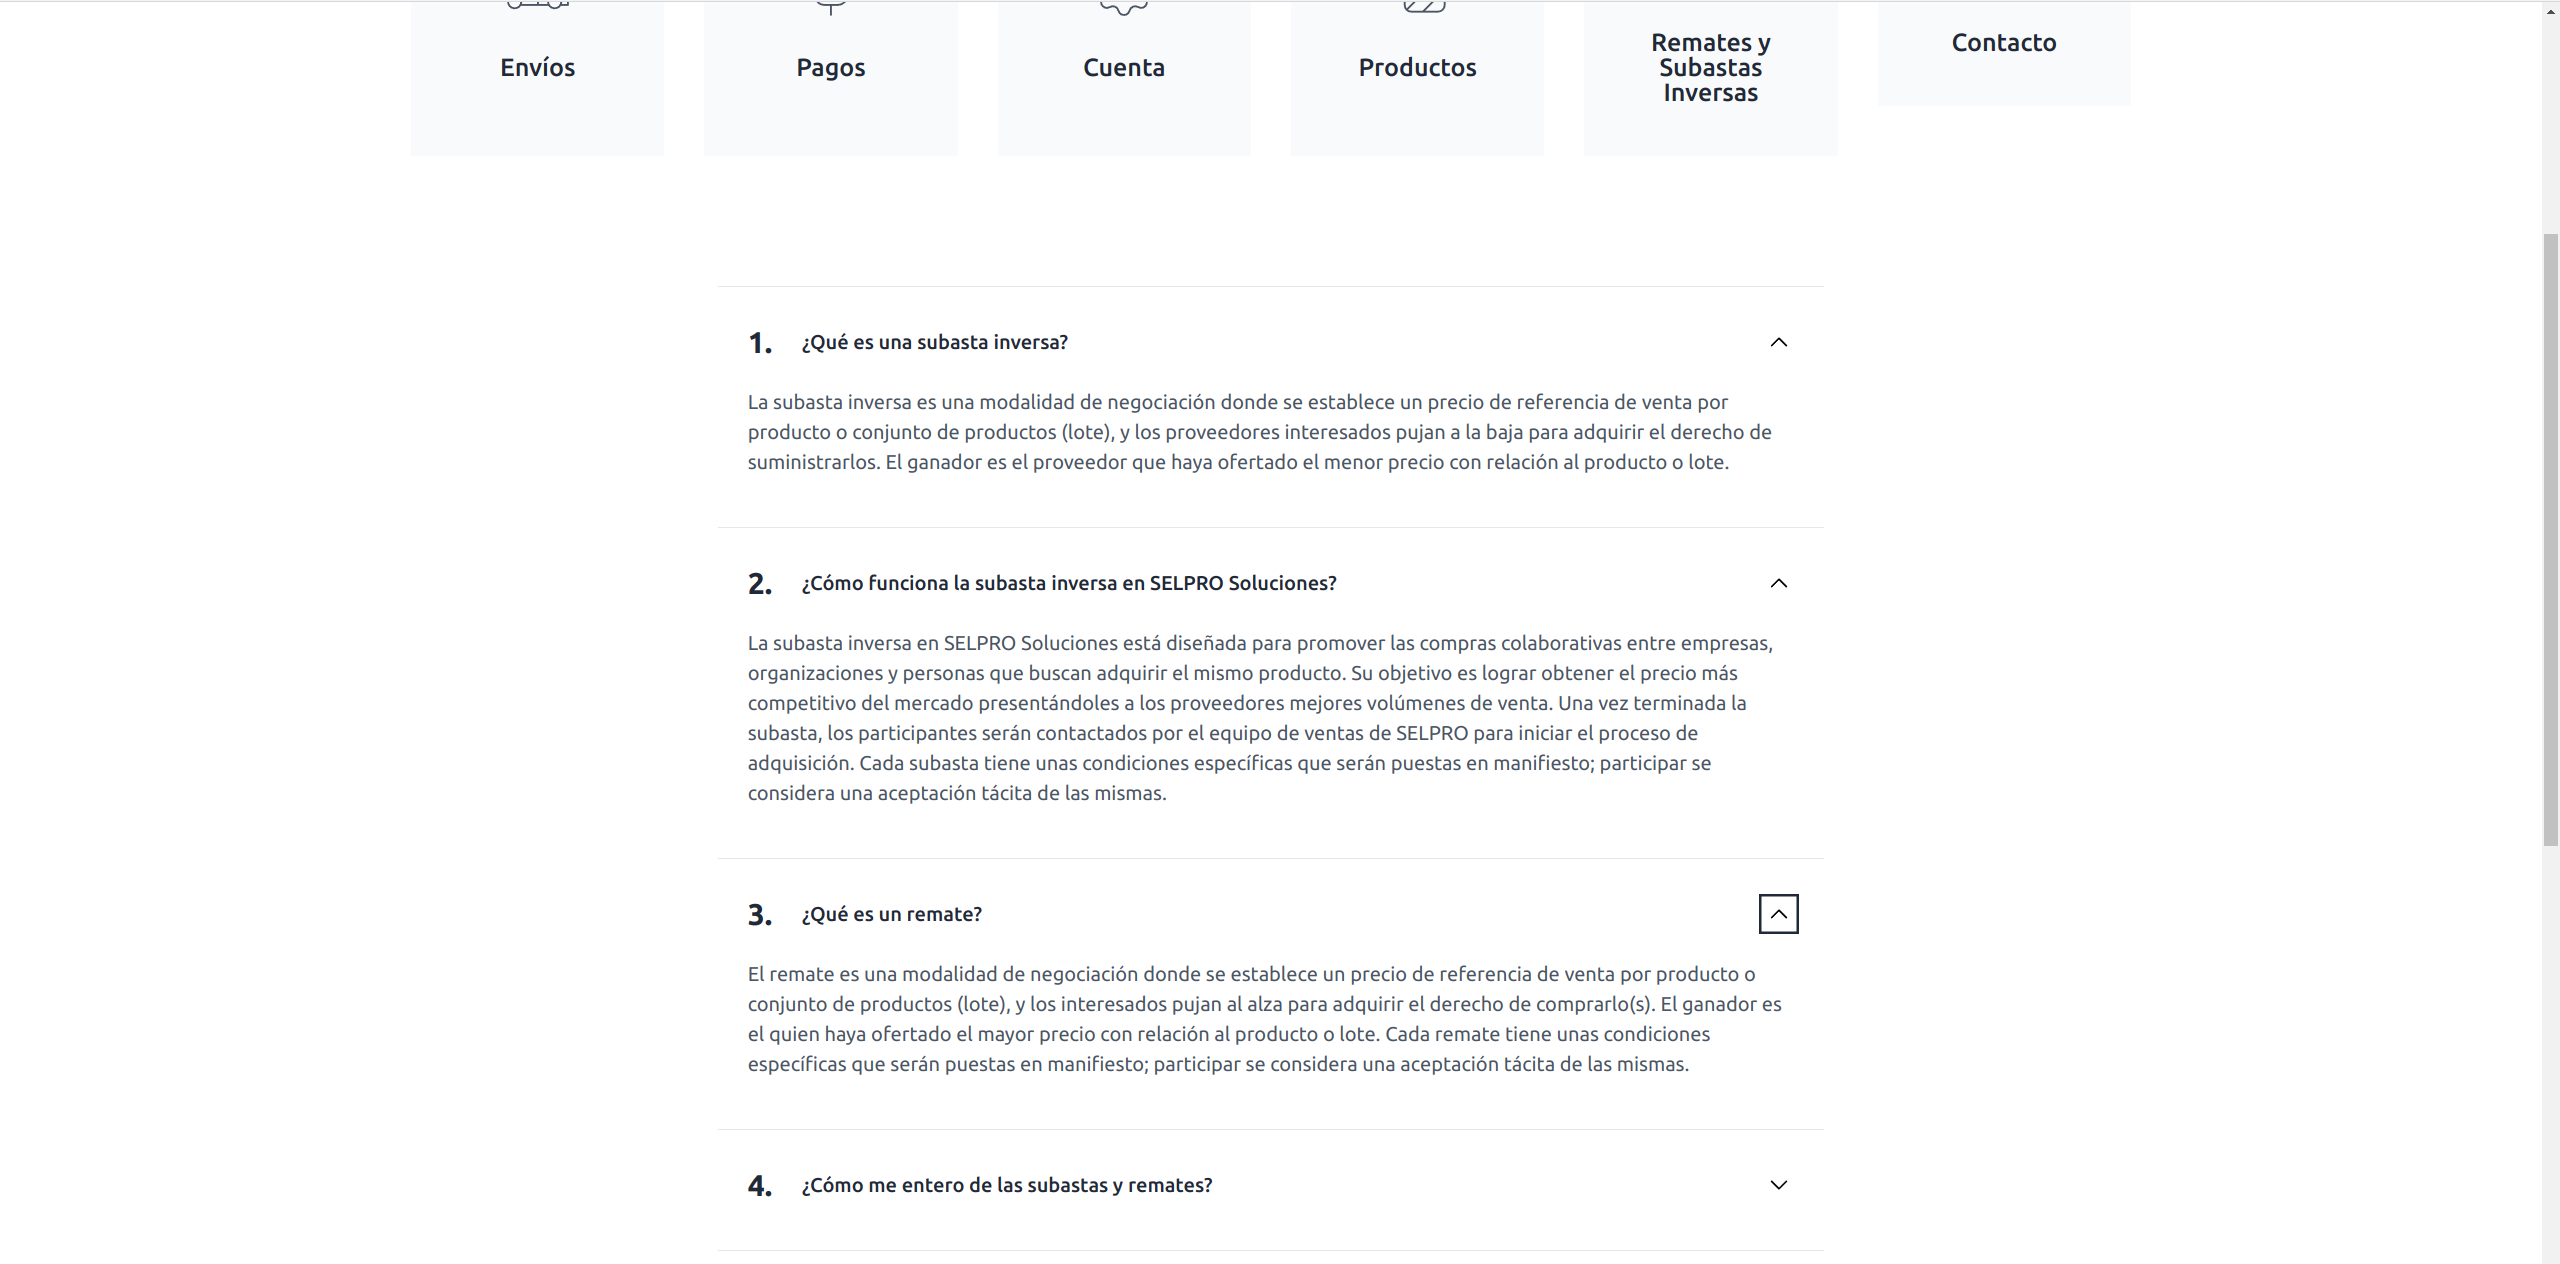 Envíos
Pagos
Cuenta
Productos
Remates y
Subastas
Inversas
Contacto
1. ¿Qué es una subasta inversa?
La subasta inversa es una modalidad de negociación donde se establece un precio de referencia de venta por
producto o conjunto de productos (lote), y los proveedores interesados pujan a la baja para adquirir el derecho de
suministrarlos. El ganador es el proveedor que haya ofertado el menor precio con relación al producto o lote.
2. ¿Cómo funciona la subasta inversa en SELPRO Soluciones?
La subasta inversa en SELPRO Soluciones está diseñada para promover las compras colaborativas entre empresas,
organizaciones y personas que buscan adquirir el mismo producto. Su objetivo es lograr obtener el precio más
competitivo del mercado presentándoles a los proveedores mejores volúmenes de venta. Una vez terminada la
subasta, los participantes serán contactados por el equipo de ventas de SELPRO para iniciar el proceso de
adquisición. Cada subasta tiene unas condiciones específicas que serán puestas en manifiesto; participar se
considera una aceptación tácita de las mismas.
3. ¿Qué es un remate?
El remate es una modalidad de negociación donde se establece un precio de referencia de venta por producto o
conjunto de productos (lote), y los interesados pujan al alza para adquirir el derecho de comprarlo(s). El ganador es
el quien haya ofertado el mayor precio con relación al producto o lote. Cada remate tiene unas condiciones
específicas que serán puestas en manifiesto; participar se considera una aceptación tácita de las mismas.
4. ¿Cómo me entero de las subastas y remates?